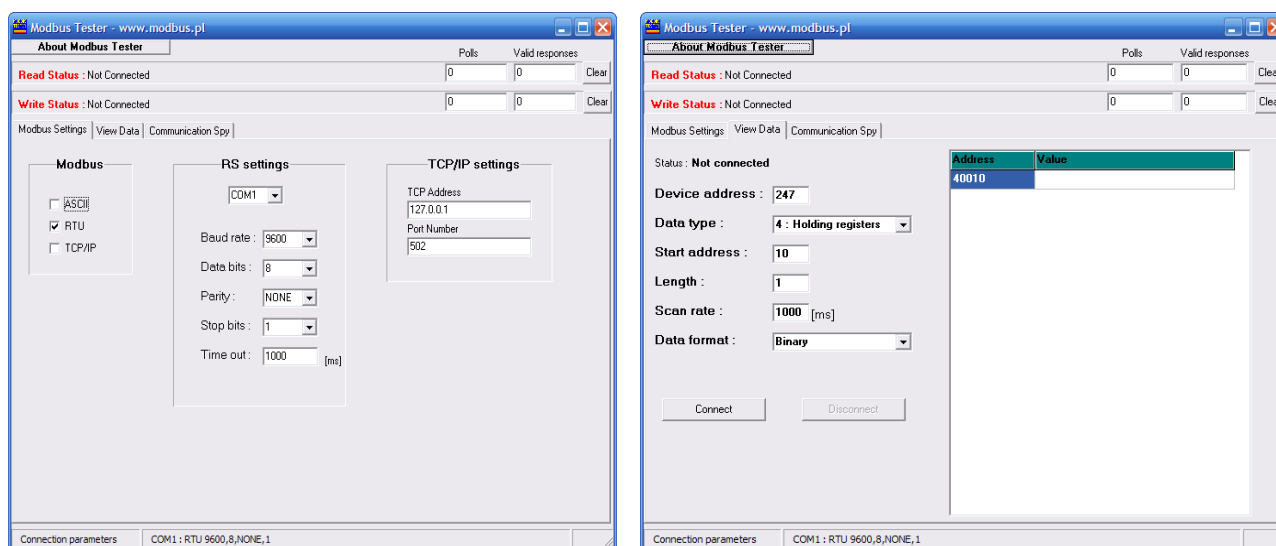 Modbus Tester - www.modbus.pl
About Modbus Tester
Polls Valid responses
Read Status : Not Connected 0 0 Clear
Write Status : Not Connected 0 0 Clear
Modbus Settings View Data Communication Spy
Modbus
ASCII
RTU
TCP/IP
RS settings
COM1
Baud rate : 9600
Data bits : 8
Parity : NONE
Stop bits : 1
Time out : 1000 [ms]
TCP/IP settings
TCP Address
127.0.0.1
Port Number
502
Connection parameters COM1 : RTU 9600,8,NONE,1
Modbus Tester - www.modbus.pl
About Modbus Tester
Polls Valid responses
Read Status : Not Connected 0 0 Clea
Write Status : Not Connected 0 0 Clea
Modbus Settings View Data Communication Spy
Status : Not connected
Device address : 247
Data type : 4 : Holding registers
Start address : 10
Length : 1
Scan rate : 1000 [ms]
Data format : Binary
Connect Disconnect
Address Value
40010
Connection parameters COM1 : RTU 9600,8,NONE,1